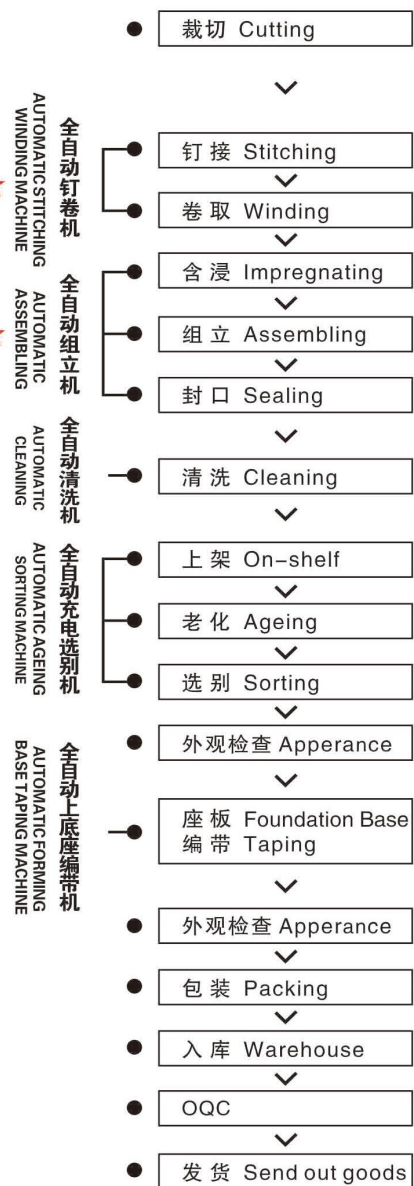 裁切 Cutting
全自动钉卷机
AUTOMATIC STITCHING
WINDING MACHINE
钉接 Stitching
卷取 Winding
全自动组立机
AUTOMATIC
ASSEMBLING
含浸 Impregnating
组立 Assembling
封口 Sealing
全自动清洗机
AUTOMATIC
CLEANING
清洗 Cleaning
全自动充电选别机
AUTOMATIC AGEING
SORTING MACHINE
上架 On-shelf
老化 Ageing
选别 Sorting
外观检查 Apperance
全自动上底座编带机
AUTOMATIC FORMING
BASE TAPING MACHINE
座板 Foundation Base
编带 Taping
外观检查 Apperance
包装 Packing
入库 Warehouse
OQC
发货 Send out goods